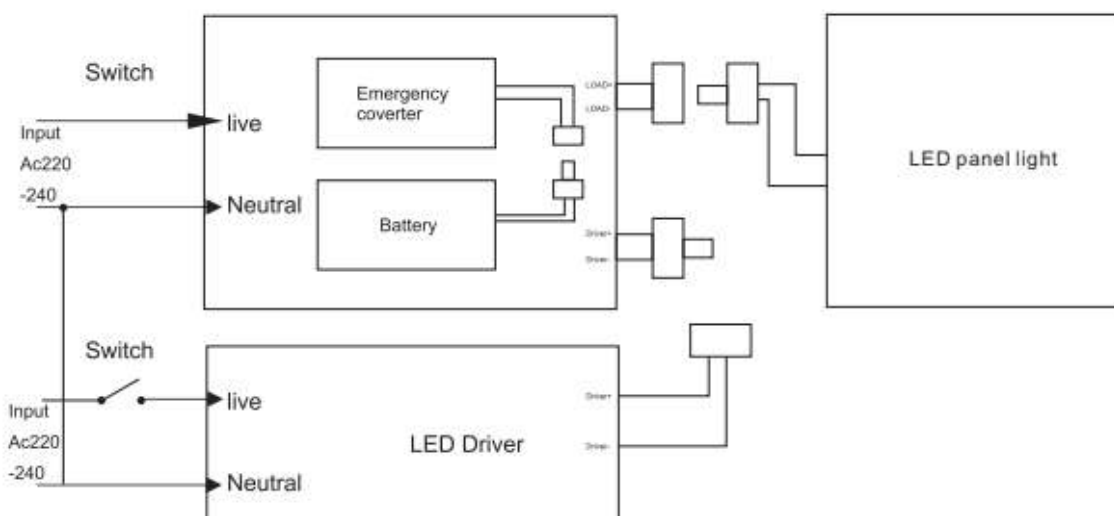 Switch
Input
Ac220
-240
live
Neutral
Emergency
coverter
Battery
LOAD+
LOAD-
Driver+
Driver-
LED panel light
Switch
Input
Ac220
-240
live
Neutral
LED Driver
Driver+
Driver-